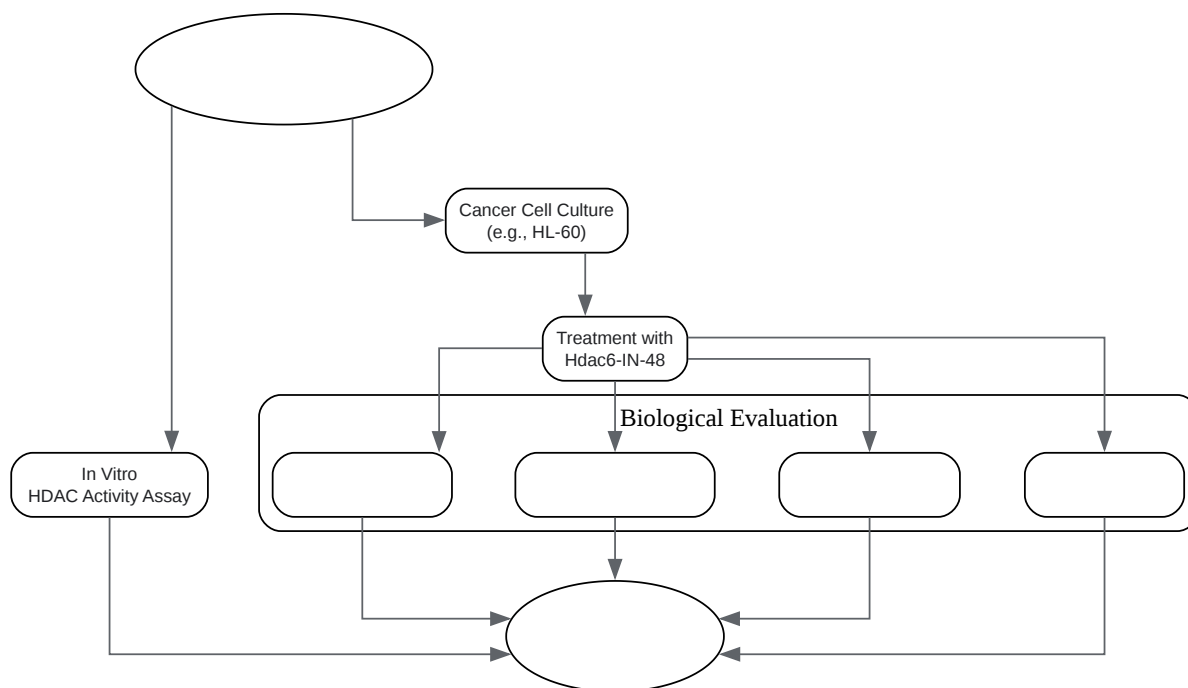 Cancer Cell Culture
(e.g., HL-60)
Treatment with
Hdac6-IN-48
Biological Evaluation
In Vitro
HDAC Activity Assay